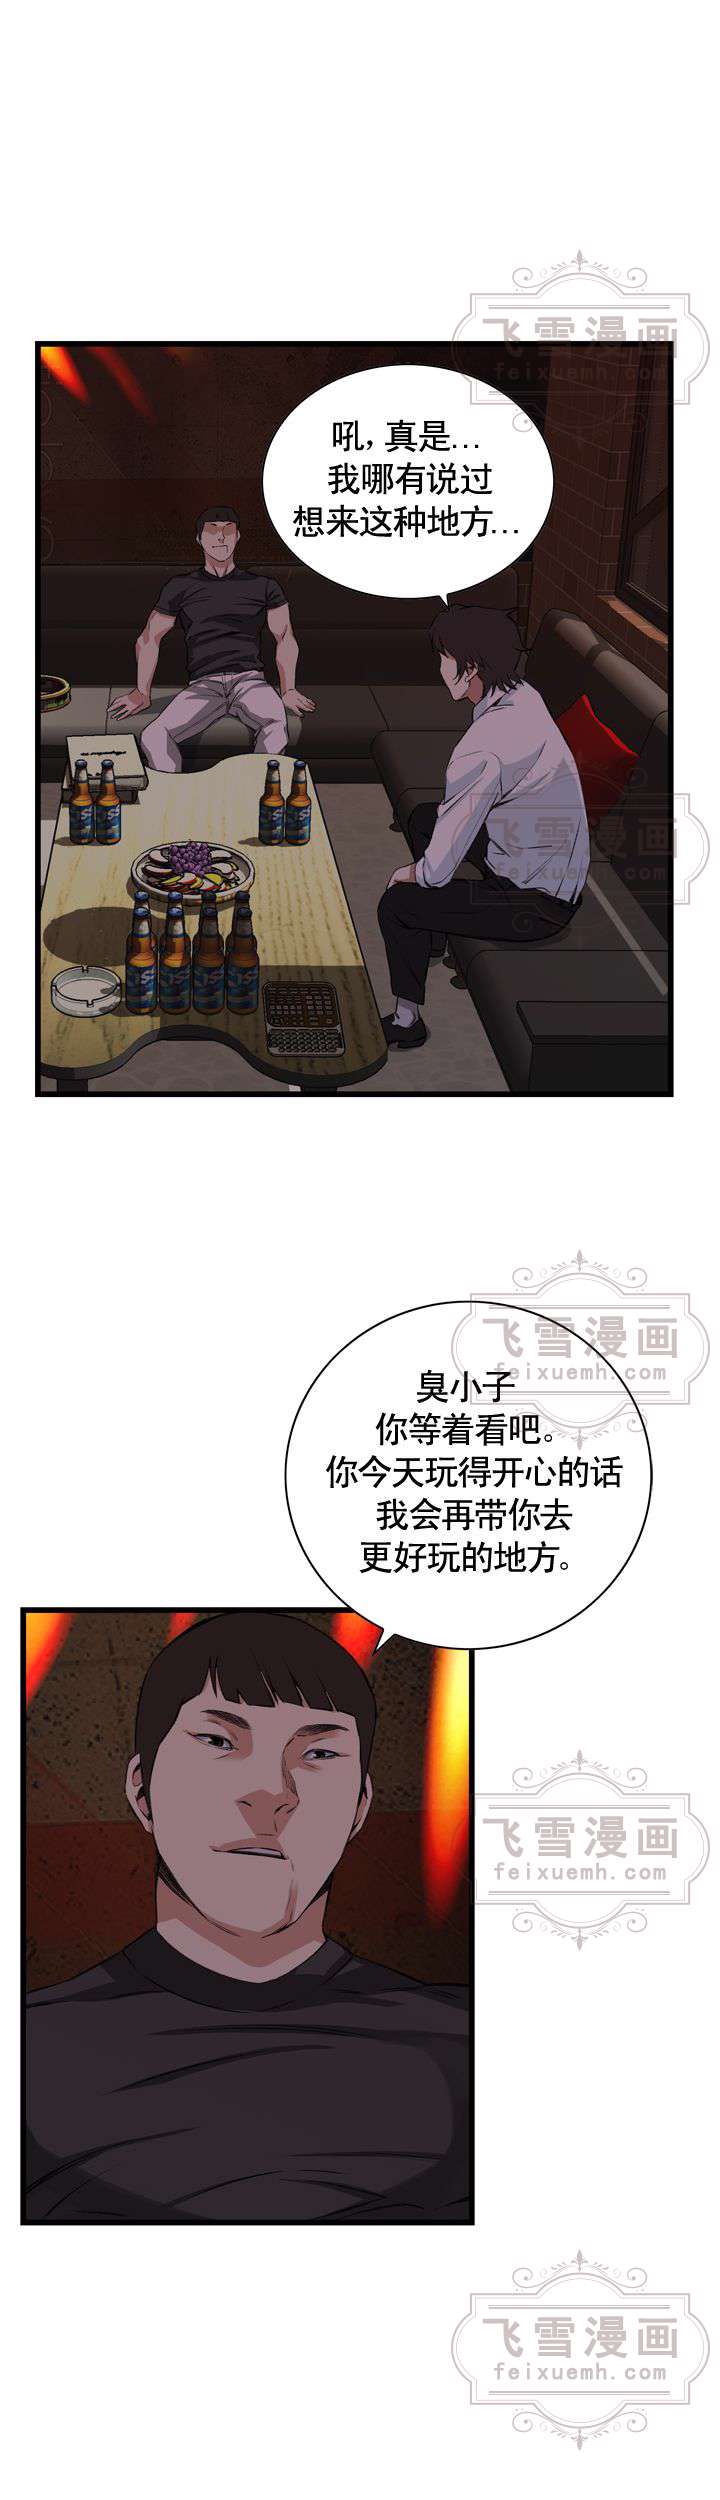 飞雪漫画
feixuemh.com
吼，真是...
我哪有说过
想来这种地方...
飞雪漫画
feixuemh.com
飞雪漫画
feixuemh.com
臭小子
你等着看吧。
你今天玩得开心的话
我会再带你去
更好玩的地方。
飞雪漫画
feixuemh.com
飞雪漫画
feixuemh.com